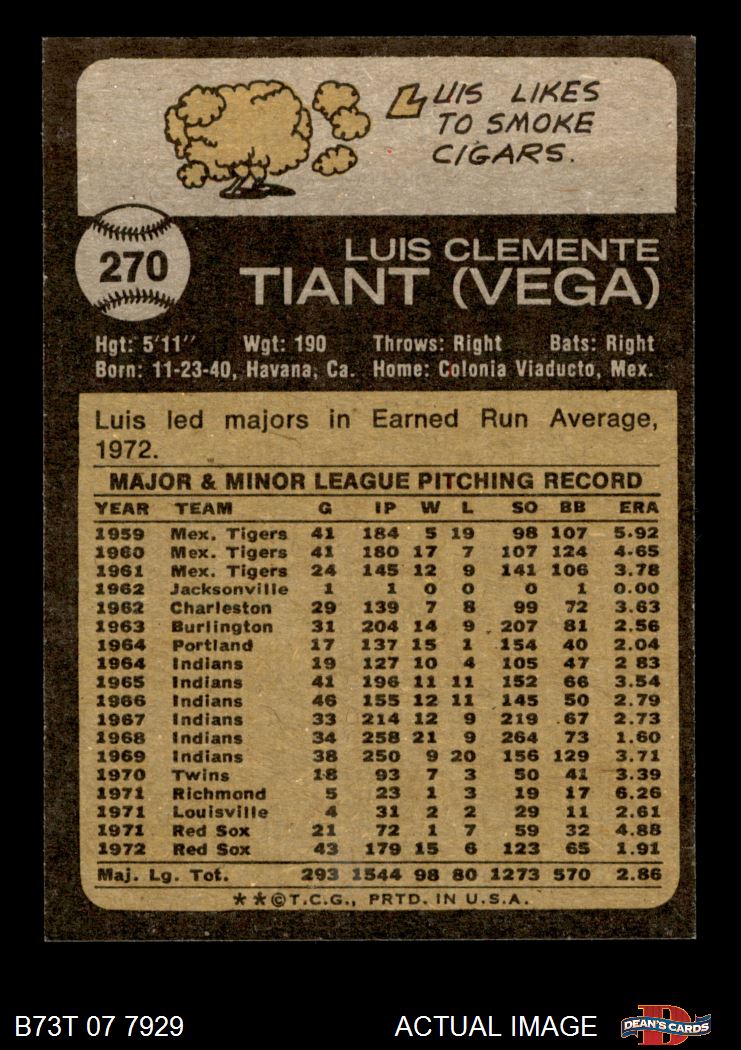 LUIS LIKES
TO SMOKE
CIGARS.
270
LUIS CLEMENTE
TIANT (VEGA)
Hgt: 5'11" Wgt: 190 Throws: Right Bats: Right
Born: 11-23-40, Havana, Ca. Home: Colonia Viaducto, Mex.
Luis led majors in Earned Run Average,
1972.
MAJOR & MINOR LEAGUE PITCHING RECORD
YEAR TEAM G IP W L SO BB ERA
1959 Mex. Tigers 41 184 5 19 98 107 5.92
1960 Mex. Tigers 41 180 17 7 107 124 4.65
1961 Mex. Tigers 24 145 12 9 141 106 3.78
1962 Jacksonville 1 1 0 0 0 1 0.00
1962 Charleston 29 139 7 8 99 72 3.63
1963 Burlington 31 204 14 9 207 81 2.56
1964 Portland 17 137 15 1 154 40 2.04
1964 Indians 19 127 10 4 105 47 2 83
1965 Indians 41 196 11 11 152 66 3.54
1966 Indians 46 155 12 11 145 50 2.79
1967 Indians 33 214 12 9 219 67 2.73
1968 Indians 34 258 21 9 264 73 1.60
1969 Indians 38 250 9 20 156 129 3.71
1970 Twins 18 93 7 3 50 41 3.39
1971 Richmond 5 23 1 3 19 17 6.26
1971 Louisville 4 31 2 2 29 11 2.61
1971 Red Sox 21 72 1 7 59 32 4.88
1972 Red Sox 43 179 15 6 123 65 1.91
Maj. Lg. Tot. 293 1544 98 80 1273 570 2.86
**©T.C.G., PRTD. IN U.S.A.
B73T 07 7929 ACTUAL IMAGE
D
DEAN'S CARDS